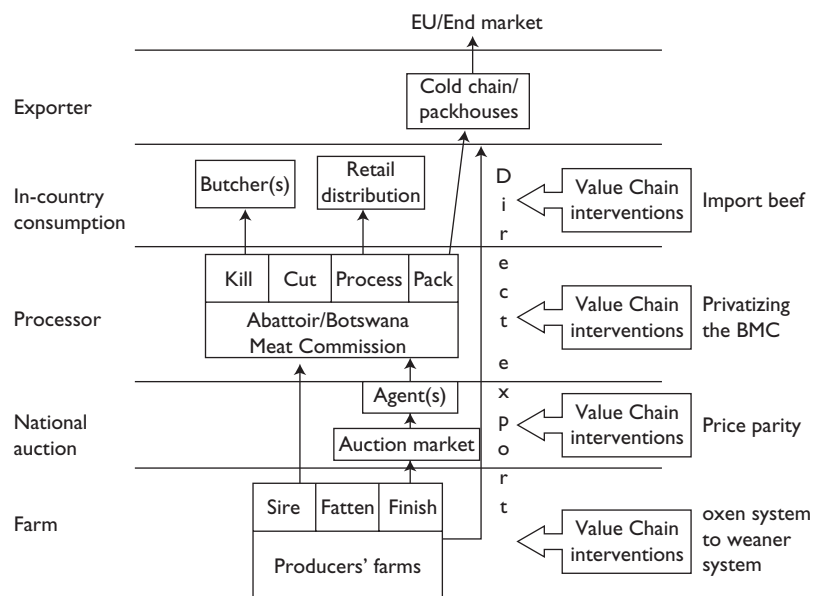 EU/End market
Exporter
Cold chain/
packhouses
In-country
consumption
Butcher(s)
Retail
distribution
Direct export
Value Chain
interventions
Import beef
Processor
Kill
Cut
Process
Pack
Abattoir/Botswana
Meat Commission
Value Chain
interventions
Privatizing
the BMC
National
auction
Agent(s)
Auction market
Value Chain
interventions
Price parity
Farm
Sire
Fatten
Finish
Producers’ farms
Value Chain
interventions
oxen system
to weaner
system